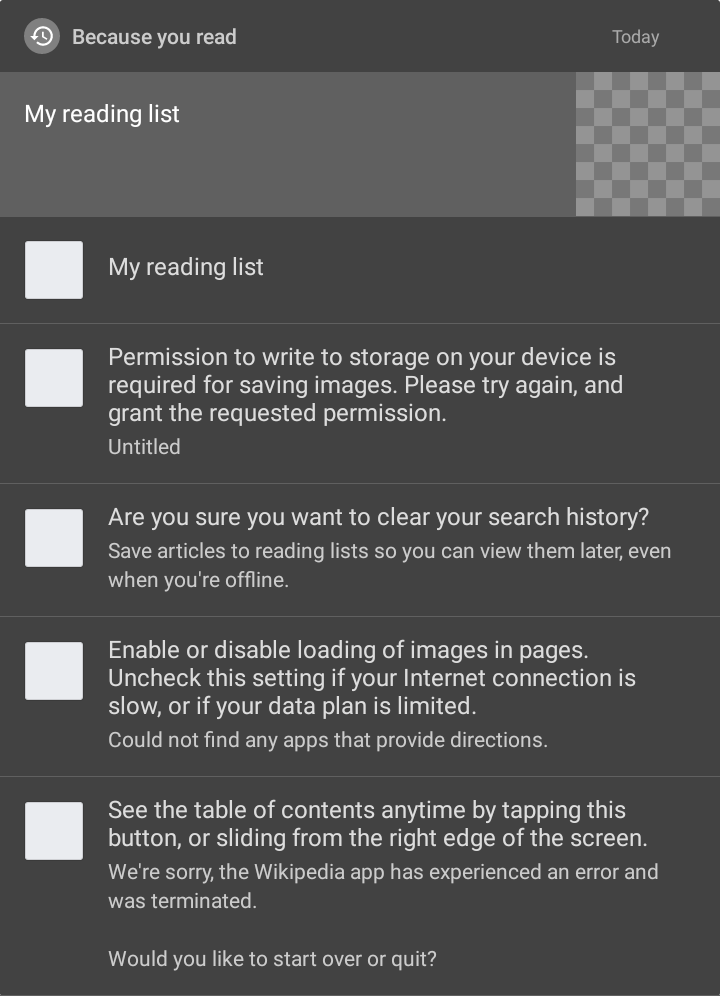 Because you read
Today
My reading list
My reading list
Permission to write to storage on your device is
required for saving images. Please try again, and
grant the requested permission.
Untitled
Are you sure you want to clear your search history?
Save articles to reading lists so you can view them later, even
when you're offline.
Enable or disable loading of images in pages.
Uncheck this setting if your Internet connection is
slow, or if your data plan is limited.
Could not find any apps that provide directions.
See the table of contents anytime by tapping this
button, or sliding from the right edge of the screen.
We're sorry, the Wikipedia app has experienced an error and
was terminated.
Would you like to start over or quit?